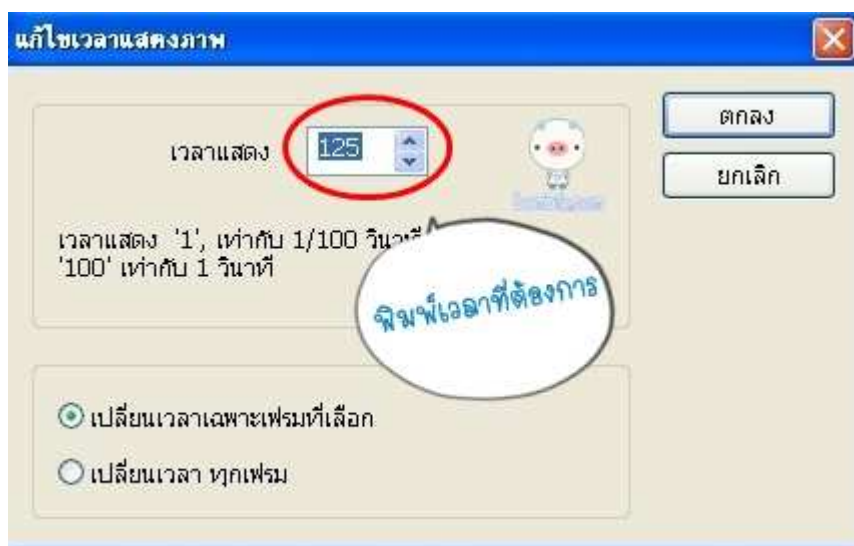 แก้ไขเวลาแสดงภาพ
ตกลง
เวลาแสดง 125
ยกเลิก
เวลาแสดง '1', เท่ากับ 1/100 วินาที
'100' เท่ากับ 1 วินาที
พิมพ์เวลาที่ต้องการ
เปลี่ยนเวลาเฉพาะเฟรมที่เลือก
เปลี่ยนเวลา ทุกเฟรม